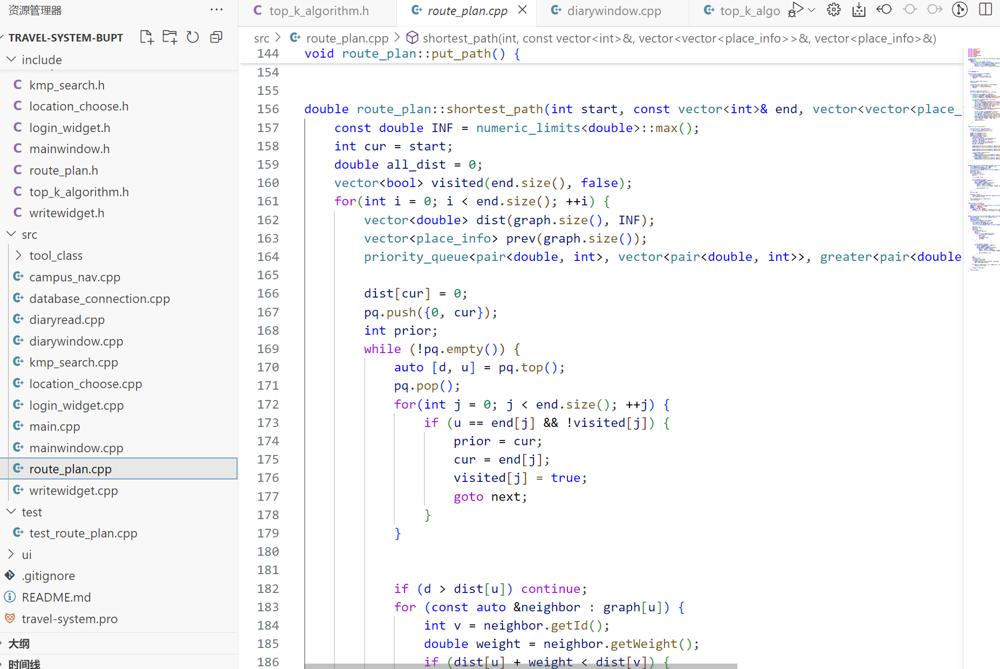 资源管理器
TRAVEL-SYSTEM-BUPT
include
kmp_search.h
location_choose.h
login_widget.h
mainwindow.h
route_plan.h
top_k_algorithm.h
writewidget.h
src
tool_class
campus_nav.cpp
database_connection.cpp
diaryread.cpp
diarywindow.cpp
kmp_search.cpp
location_choose.cpp
login_widget.cpp
main.cpp
mainwindow.cpp
route_plan.cpp
writewidget.cpp
test
test_route_plan.cpp
ui
.gitignore
README.md
travel-system.pro
大纲
时间线
top_k_algorithm.h
route_plan.cpp
diarywindow.cpp
top_k_algo
src > route_plan.cpp > shortest_path(int, const vector<int>&, vector<vector<place_info>>&, vector<place_info>&)
144 void route_plan::put_path() {
154
155
156 double route_plan::shortest_path(int start, const vector<int>& end, vector<vector<place_
157 const double INF = numeric_limits<double>::max();
158 int cur = start;
159 double all_dist = 0;
160 vector<bool> visited(end.size(), false);
161 for(int i = 0; i < end.size(); ++i) {
162 vector<double> dist(graph.size(), INF);
163 vector<place_info> prev(graph.size());
164 priority_queue<pair<double, int>, vector<pair<double, int>>, greater<pair<double,
165
166 dist[cur] = 0;
167 pq.push({0, cur});
168 int prior;
169 while (!pq.empty()) {
170 auto [d, u] = pq.top();
171 pq.pop();
172 for(int j = 0; j < end.size(); ++j) {
173 if (u == end[j] && !visited[j]) {
174 prior = cur;
175 cur = end[j];
176 visited[j] = true;
177 goto next;
178 }
179 }
180
181
182 if (d > dist[u]) continue;
183 for (const auto &neighbor : graph[u]) {
184 int v = neighbor.getId();
185 double weight = neighbor.getWeight();
186 if (dist[u] + weight < dist[v]) {